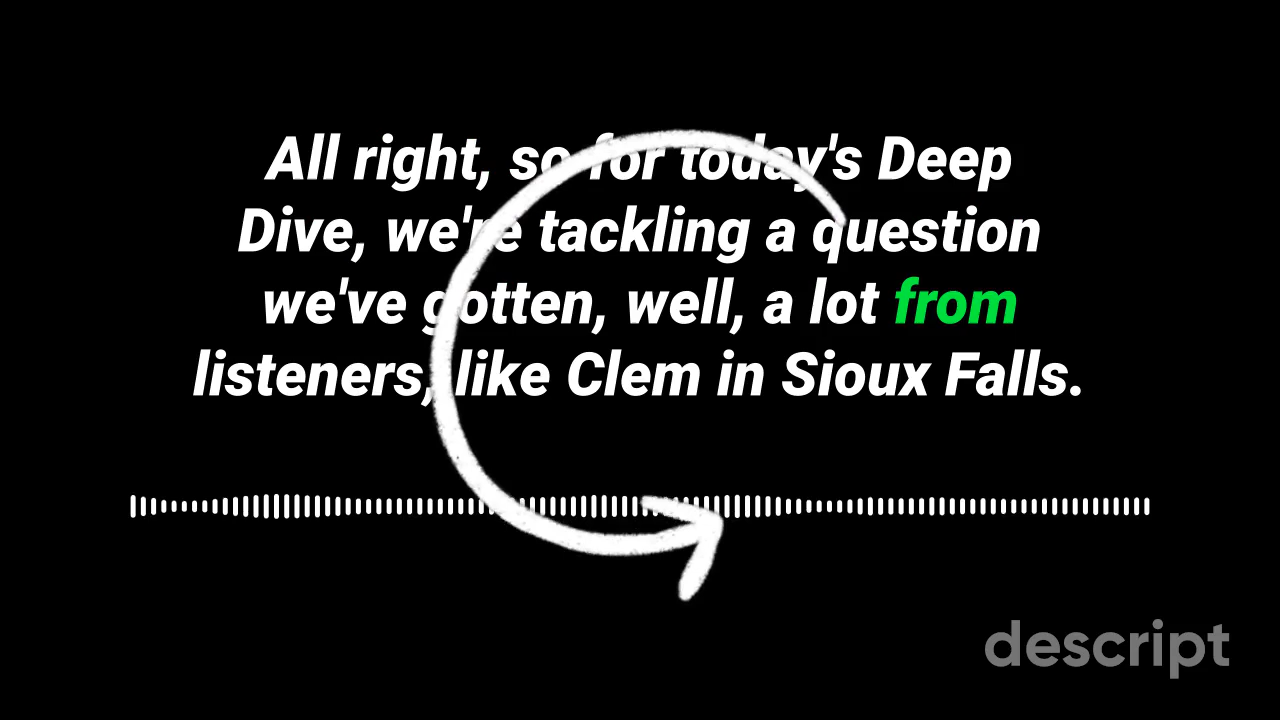 All right, so for today's Deep
Dive, we're tackling a question
we've gotten, well, a lot from
listeners, like Clem in Sioux Falls.
descript